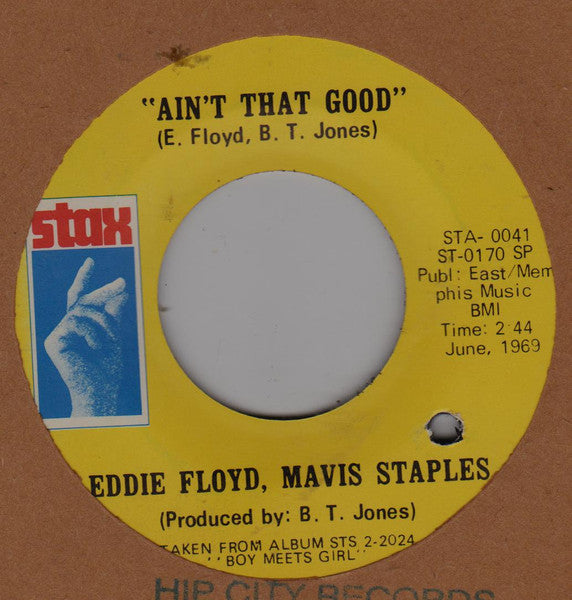 "AIN'T THAT GOOD"
(E. Floyd, B. T. Jones)
stax
STA- 0041
ST-0170 SP
Publ: East/Mem
phis Music
BMI
Time: 2:44
June, 1969
EDDIE FLOYD, MAVIS STAPLES
(Produced by: B. T. Jones)
TAKEN FROM ALBUM STS 2-2024
"BOY MEETS GIRL"
HIP CITY RECORDS